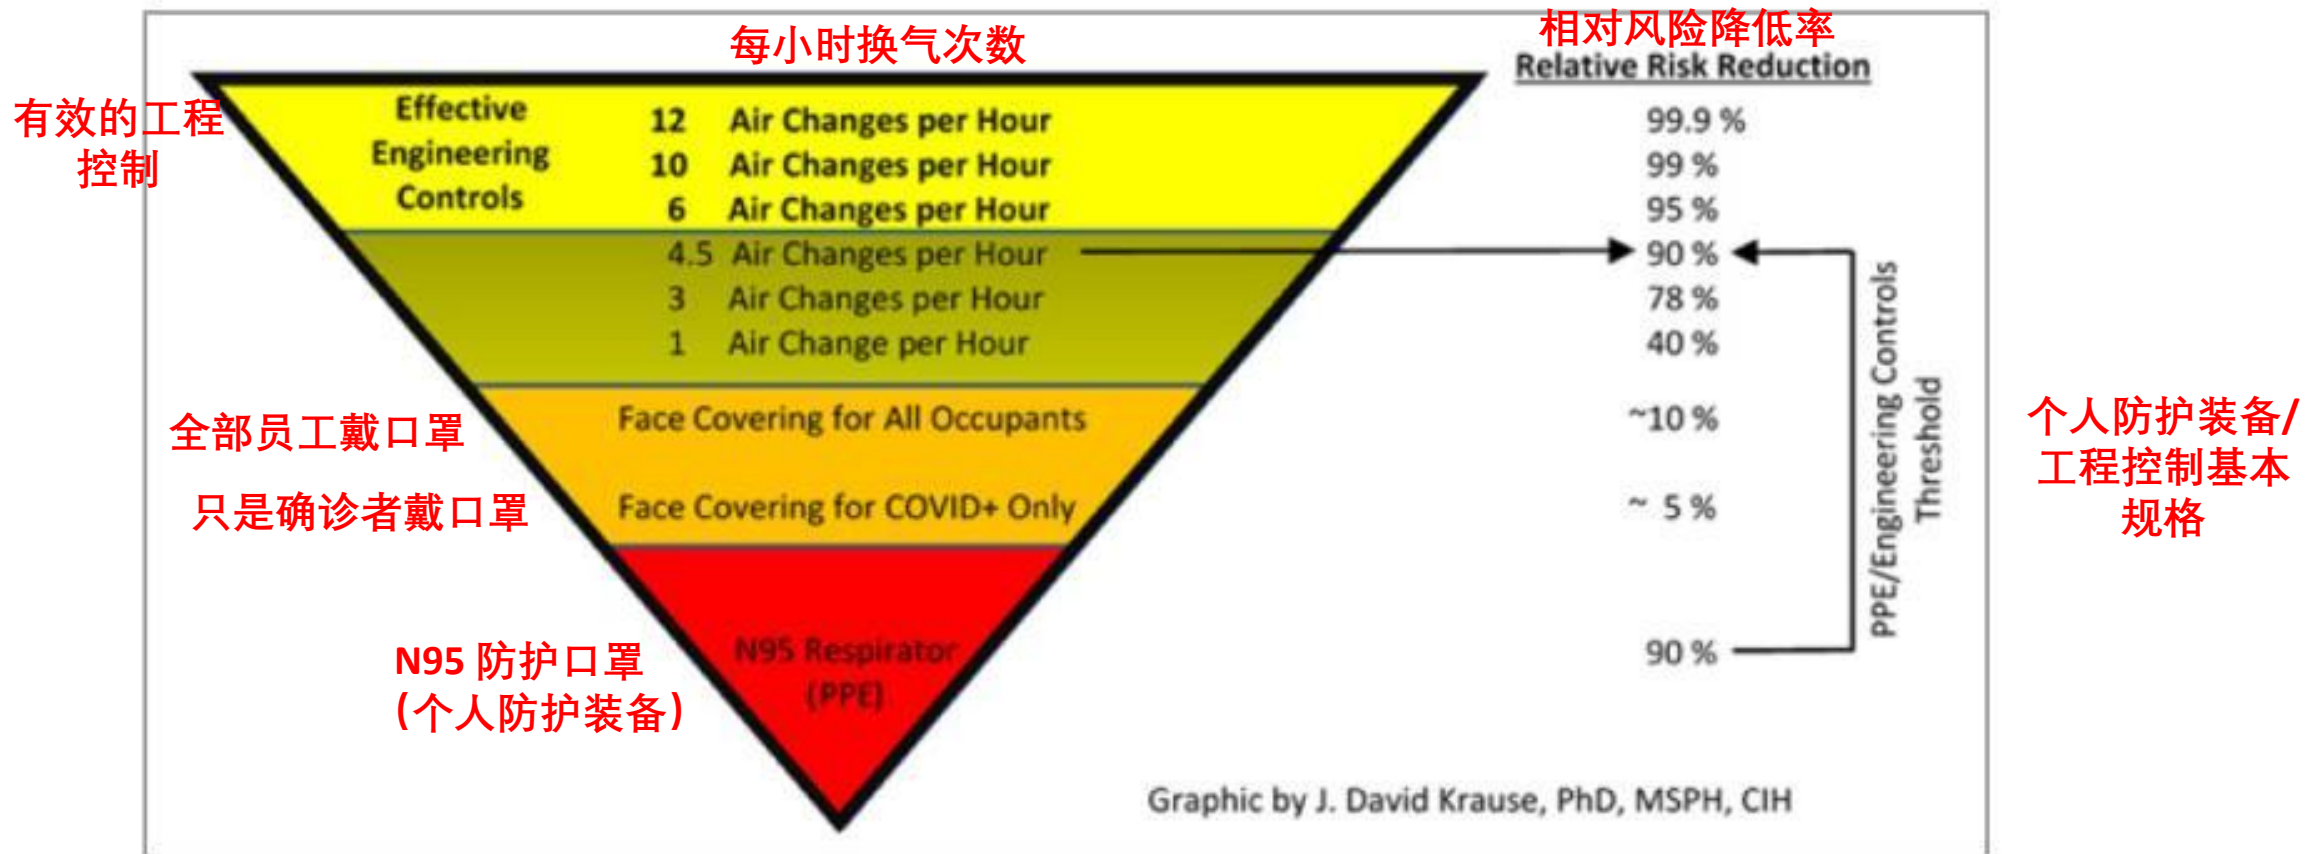 每小时换气次数
相对风险降低率
Relative Risk Reduction
有效的工程
控制
Effective
Engineering
Controls
12 Air Changes per Hour 99.9 %
10 Air Changes per Hour 99 %
6 Air Changes per Hour 95 %
4.5 Air Changes per Hour 90 %
3 Air Changes per Hour 78 %
1 Air Change per Hour 40 %
全部员工戴口罩
Face Covering for All Occupants ~10 %
只是确诊者戴口罩
Face Covering for COVID+ Only ~ 5 %
N95 防护口罩
(个人防护装备)
N95 Respirator 90 %
(PPE)
PPE/Engineering Controls
Threshold
个人防护装备/
工程控制基本
规格
Graphic by J. David Krause, PhD, MSPH, CIH